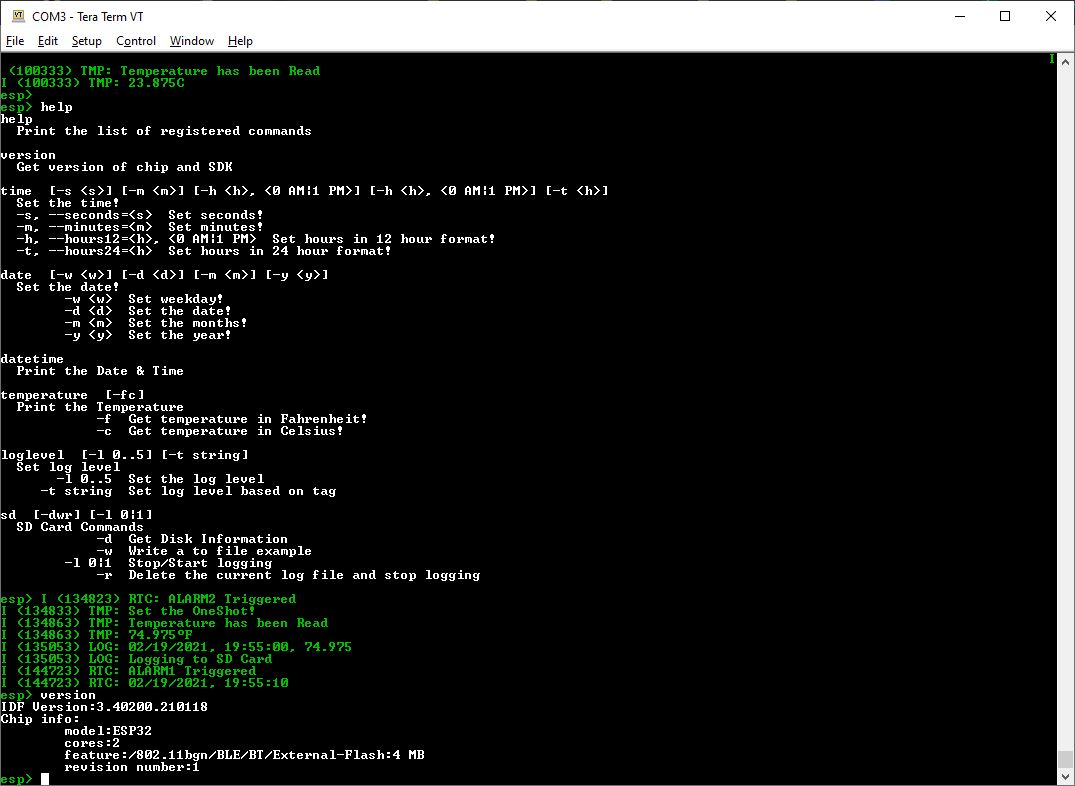 COM3 - Tera Term VT
File Edit Setup Control Window Help
I
(100333) TMP: Temperature has been Read
I (100333) TMP: 23.875C
esp>
esp> help
help
  Print the list of registered commands

version
  Get version of chip and SDK

time  [-s <s>] [-m <m>] [-h <h>, <0 AM|1 PM>] [-h <h>, <0 AM|1 PM>] [-t <h>]
  Set the time!
  -s, --seconds=<s>  Set seconds!
  -m, --minutes=<m>  Set minutes!
  -h, --hours12=<h>, <0 AM|1 PM>  Set hours in 12 hour format!
  -t, --hours24=<h>  Set hours in 24 hour format!

date  [-w <w>] [-d <d>] [-m <m>] [-y <y>]
  Set the date!
        -w <w>  Set weekday!
        -d <d>  Set the date!
        -m <m>  Set the months!
        -y <y>  Set the year!

datetime
  Print the Date & Time

temperature  [-fc]
  Print the Temperature
            -f  Get temperature in Fahrenheit!
            -c  Get temperature in Celsius!

loglevel  [-l 0..5] [-t string]
  Set log level
       -l 0..5  Set the log level
     -t string  Set log level based on tag

sd  [-dwr] [-l 0|1]
  SD Card Commands
            -d  Get Disk Information
            -w  Write a to file example
        -l 0|1  Stop/Start logging
            -r  Delete the current log file and stop logging

esp> I (134823) RTC: ALARM2 Triggered
I (134833) TMP: Set the OneShot!
I (134863) TMP: Temperature has been Read
I (134863) TMP: 74.975°F
I (135053) LOG: 02/19/2021, 19:55:00, 74.975
I (135053) LOG: Logging to SD Card
I (144723) RTC: ALARM1 Triggered
I (144723) RTC: 02/19/2021, 19:55:10
esp> version
IDF Version:3.40200.210118
Chip info:
        model:ESP32
        cores:2
        feature:/802.11bgn/BLE/BT/External-Flash:4 MB
        revision number:1
esp>